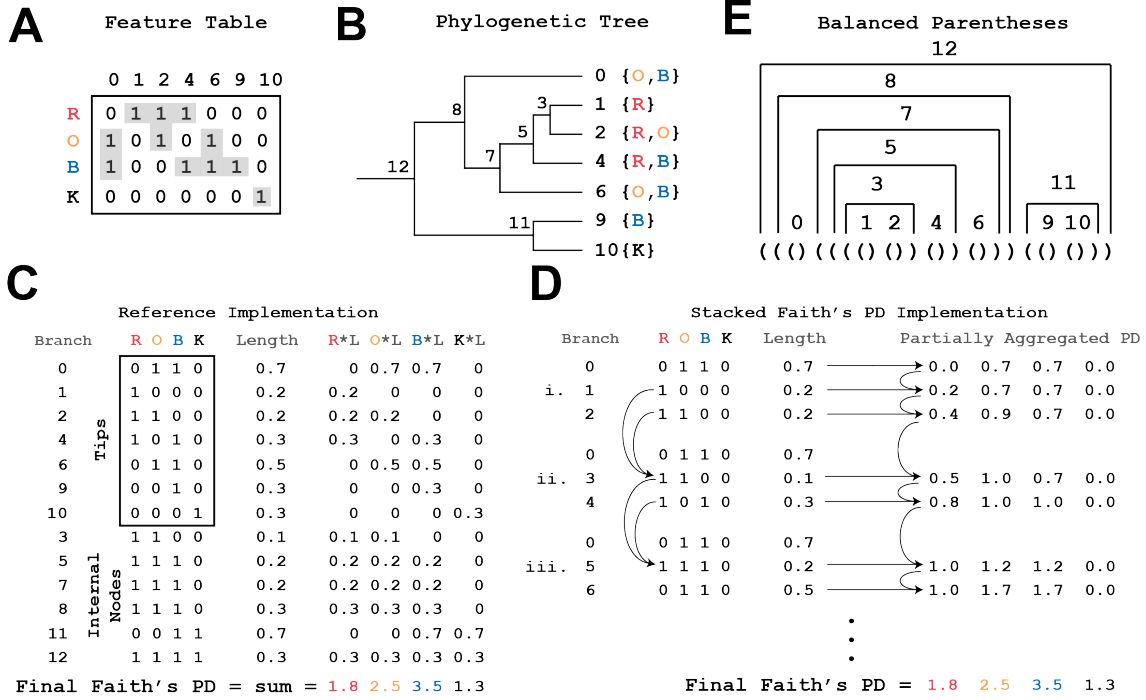 A
Feature Table
0 1 2 4 6 9 10
R 0 1 1 1 0 0 0
O 1 0 1 0 1 0 0
B 1 0 0 1 1 1 0
K 0 0 0 0 0 0 1
B
Phylogenetic Tree
0 {O,B}
1 {R}
2 {R,O}
4 {R,B}
6 {O,B}
9 {B}
10{K}
3
5
7
8
11
12
E
Balanced Parentheses
12
8
7
5
3
11
0 1 2 4 6 9 10
((()((((()())())())(()()))
C
Reference Implementation
Branch R O B K Length R*L O*L B*L K*L
Tips
0 0 1 1 0 0.7 0 0.7 0.7 0
1 1 0 0 0 0.2 0.2 0 0 0
2 1 1 0 0 0.2 0.2 0.2 0 0
4 1 0 1 0 0.3 0.3 0 0.3 0
6 0 1 1 0 0.5 0 0.5 0.5 0
9 0 0 1 0 0.3 0 0 0.3 0
10 0 0 0 1 0.3 0 0 0 0.3
Internal
Nodes
3 1 1 0 0 0.1 0.1 0.1 0 0
5 1 1 1 0 0.2 0.2 0.2 0.2 0
7 1 1 1 0 0.2 0.2 0.2 0.2 0
8 1 1 1 0 0.3 0.3 0.3 0.3 0
11 0 0 1 1 0.7 0 0 0.7 0.7
12 1 1 1 1 0.3 0.3 0.3 0.3 0.3
Final Faith's PD = sum = 1.8 2.5 3.5 1.3
D
Stacked Faith's PD Implementation
Branch R O B K Length Partially Aggregated PD
0 0 1 1 0 0.7 0.0 0.7 0.7 0.0
i. 1 1 0 0 0 0.2 0.2 0.7 0.7 0.0
2 1 1 0 0 0.2 0.4 0.9 0.7 0.0
0 0 1 1 0 0.7
ii. 3 1 1 0 0 0.1 0.5 1.0 0.7 0.0
4 1 0 1 0 0.3 0.8 1.0 1.0 0.0
0 0 1 1 0 0.7
iii. 5 1 1 1 0 0.2 1.0 1.2 1.2 0.0
6 0 1 1 0 0.5 1.0 1.7 1.7 0.0
Final Faith's PD = 1.8 2.5 3.5 1.3